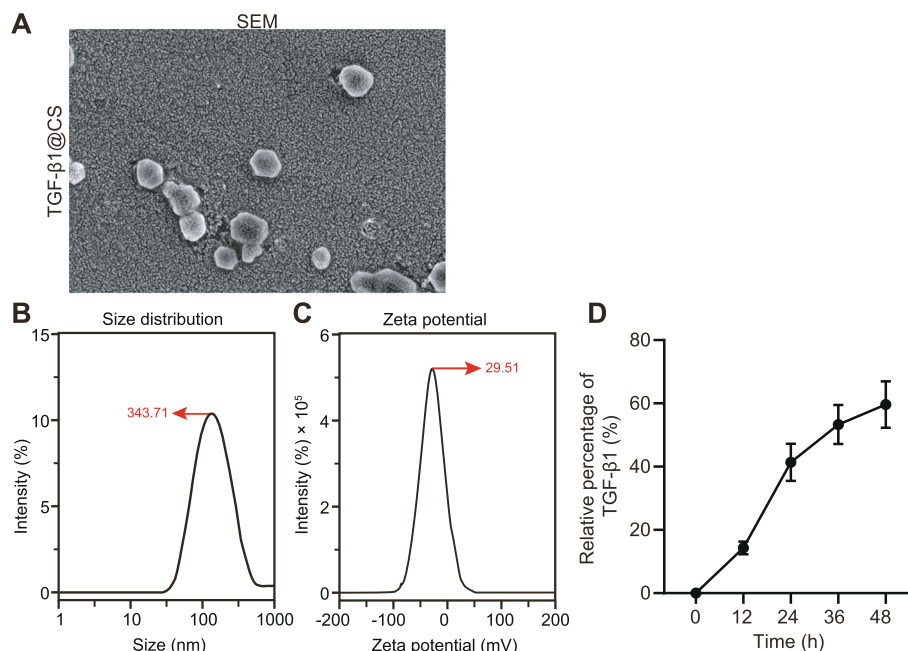 A
SEM
TGF-β1@CS
B
Size distribution
Intensity (%)
15
10
5
0
343.71
1
10
100
1000
Size (nm)
C
Zeta potential
Intensity (%) × 10⁵
6
4
2
0
29.51
-200
-100
0
100
200
Zeta potential (mV)
D
Relative percentage of
TGF-β1 (%)
80
60
40
20
0
0
12
24
36
48
Time (h)